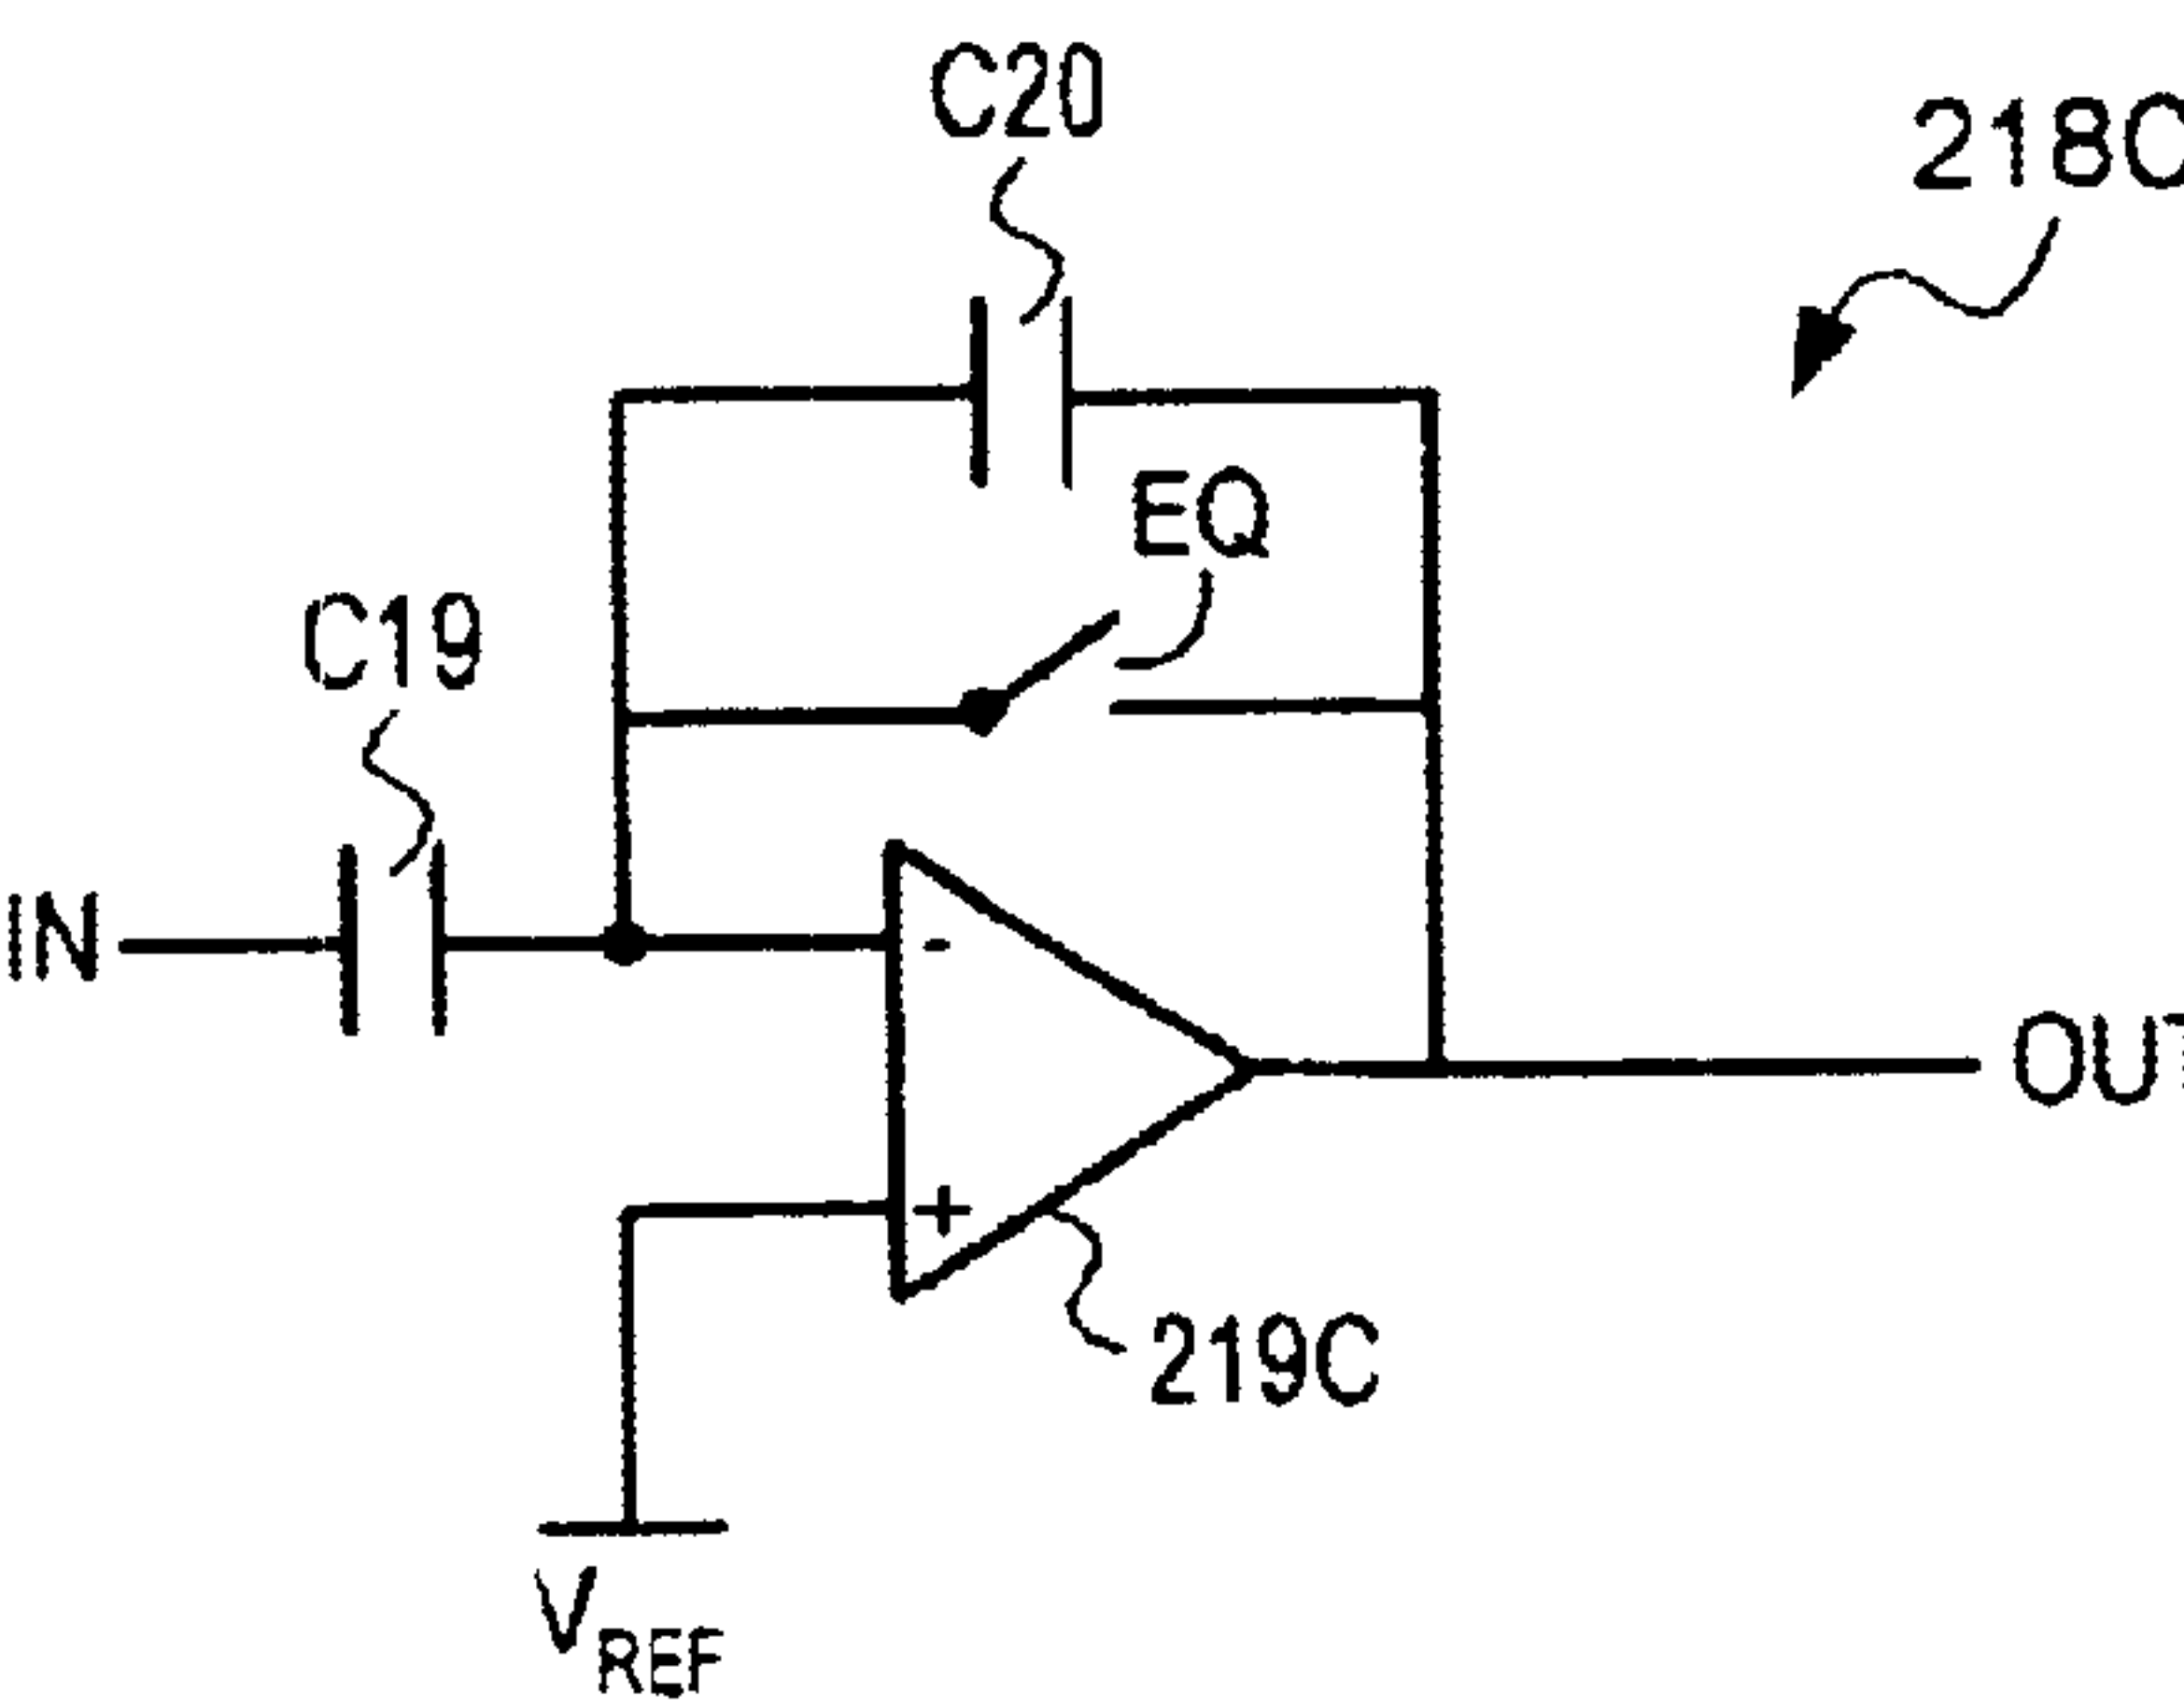 C20
218C
EQ
C19
IN
-
OUT
+
219C
VREF